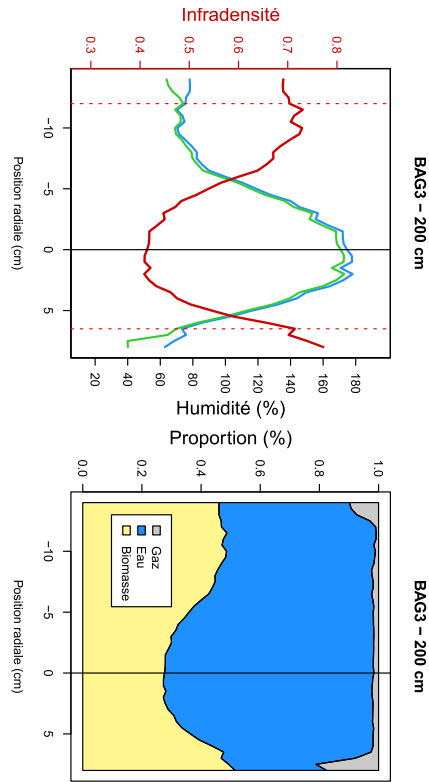 Infradensité
0.3 0.4 0.5 0.6 0.7 0.8
BAG3 − 200 cm
−10 −5 0 5
Position radiale (cm)
20 40 60 80 100 120 140 160 180
Humidité (%)
Proportion (%)
0.0 0.2 0.4 0.6 0.8 1.0
BAG3 − 200 cm
Gaz
Eau
Biomasse
−10 −5 0 5
Position radiale (cm)